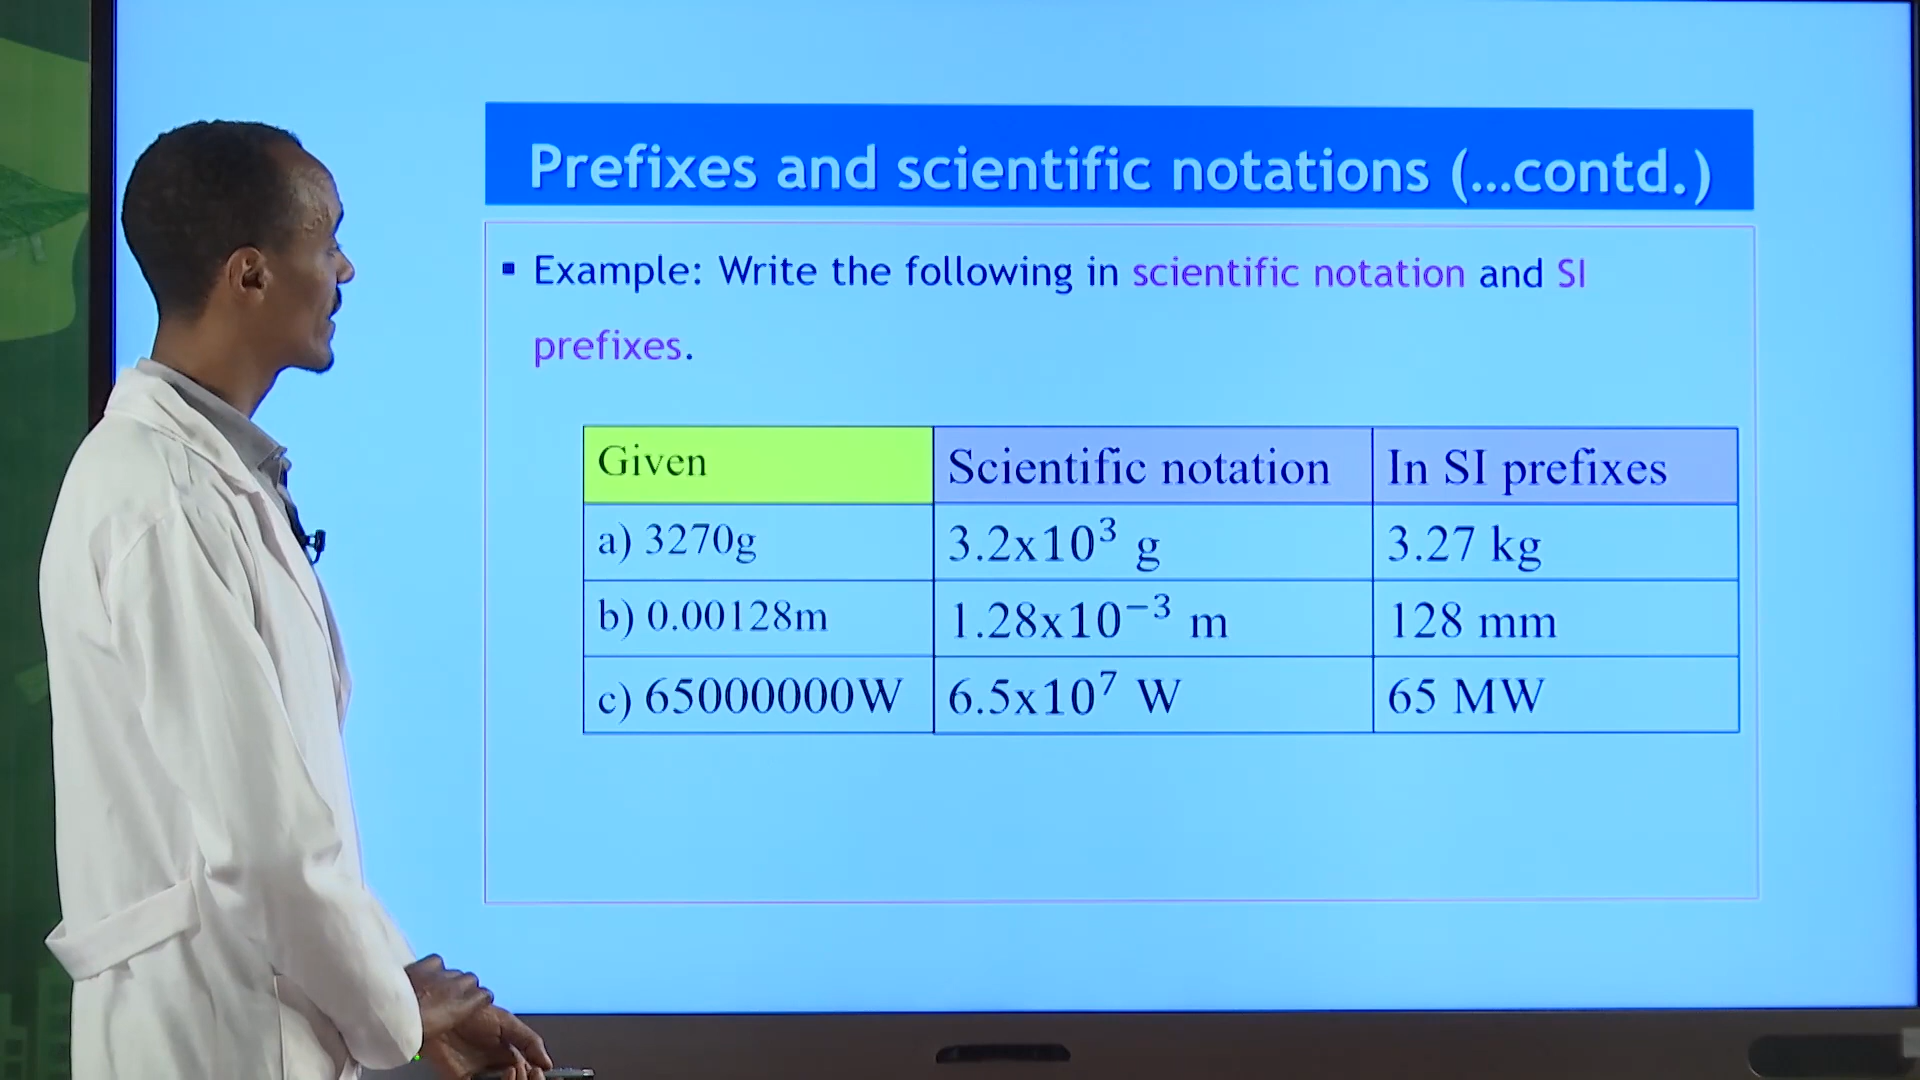 Prefixes and scientific notations (...contd.)
▪ Example: Write the following in scientific notation and SI
prefixes.
Given Scientific notation In SI prefixes
a) 3270g 3.2x10³ g 3.27 kg
b) 0.00128m 1.28x10⁻³ m 128 mm
c) 65000000W 6.5x10⁷ W 65 MW